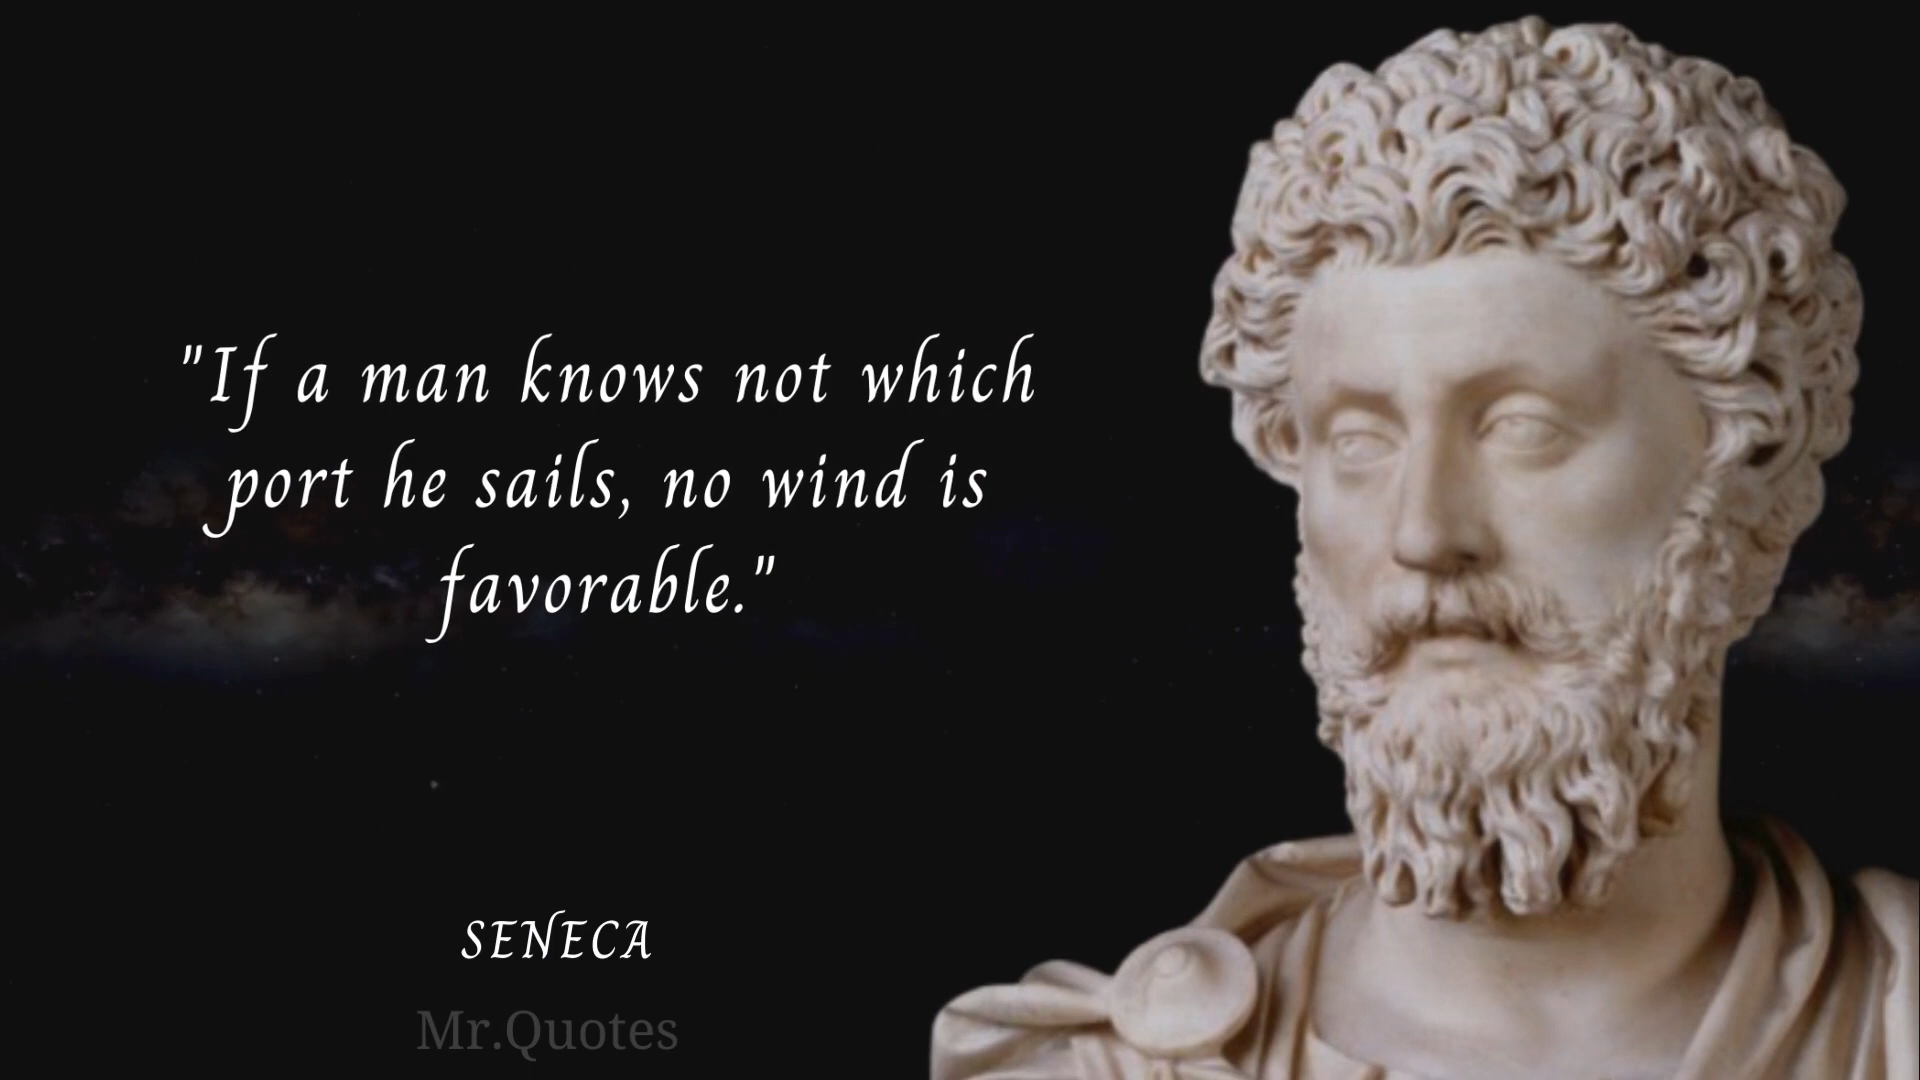 "If a man knows not which
port he sails, no wind is
favorable."
SENECA
Mr.Quotes